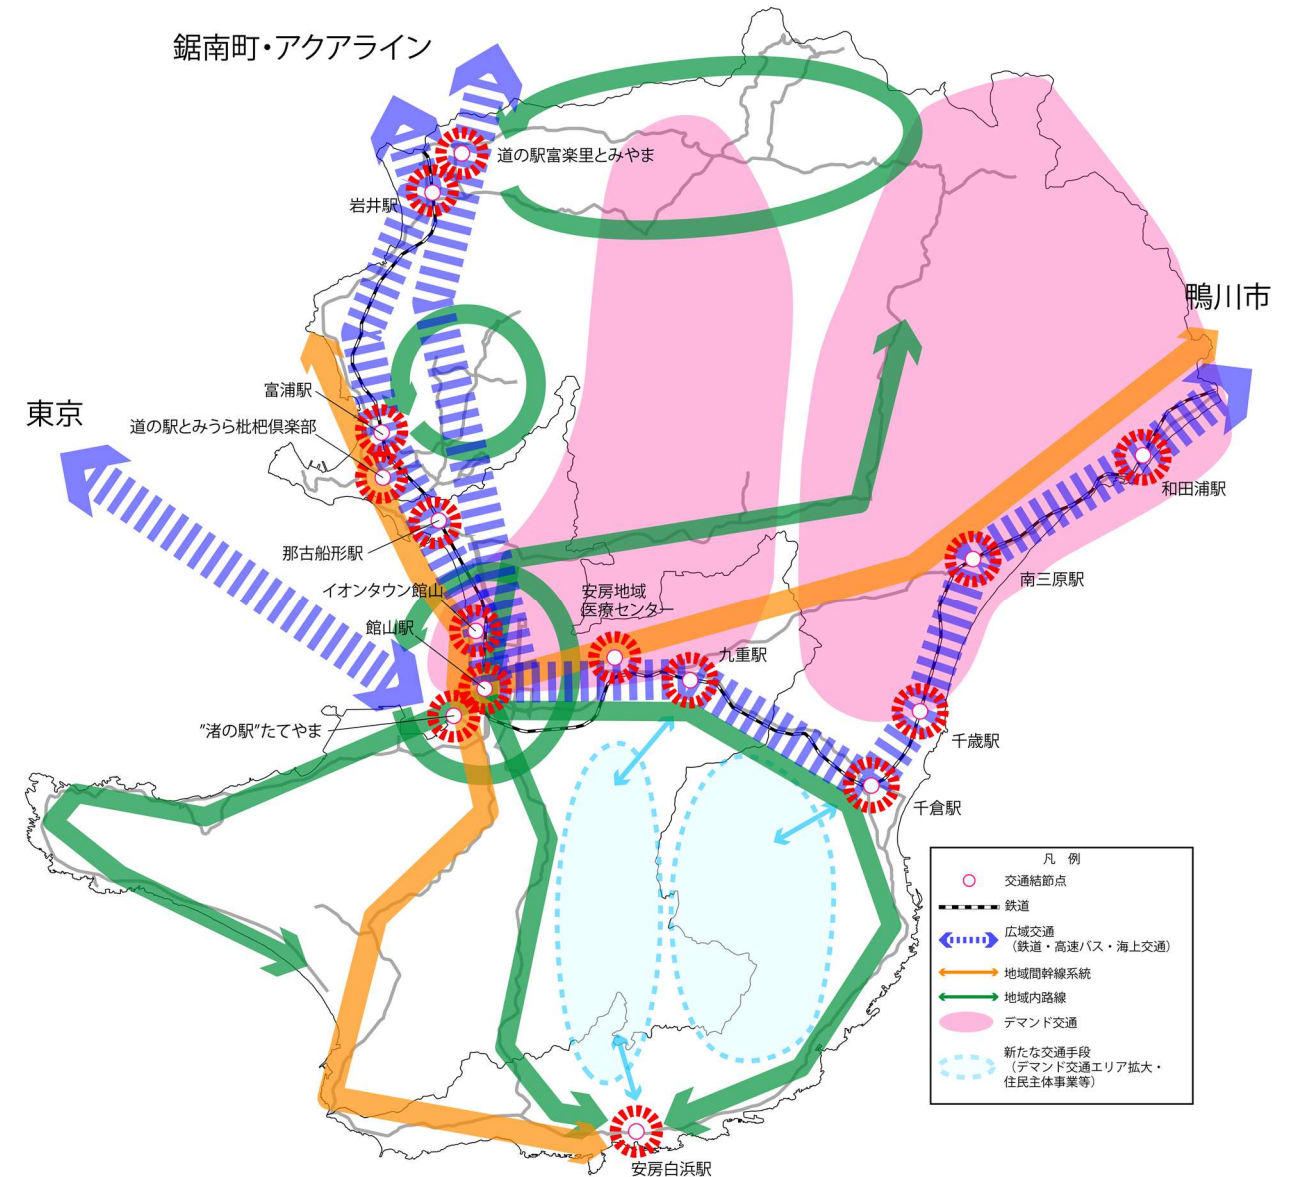 鋸南町・アクアライン
道の駅富楽里とみやま
岩井駅
鴨川市
富浦駅
東京
道の駅とみうら枇杷倶楽部
和田浦駅
那古船形駅
南三原駅
イオンタウン館山
安房地域
医療センター
館山駅
九重駅
”渚の駅”たてやま
千歳駅
千倉駅
凡 例
交通結節点
鉄道
広域交通
（鉄道・高速バス・海上交通）
地域間幹線系統
地域内路線
デマンド交通
新たな交通手段
（デマンド交通エリア拡大・
住民主体事業等）
安房白浜駅